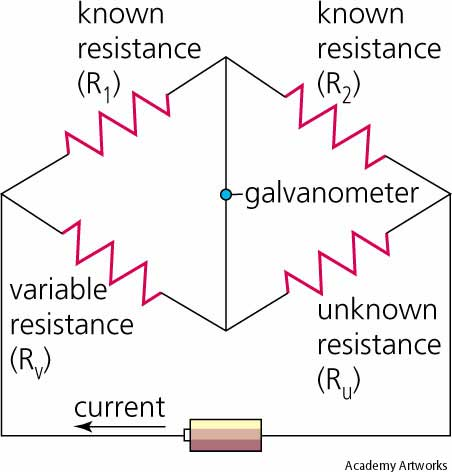 known
resistance
(R1)
known
resistance
(R2)
galvanometer
variable
resistance
(Rv)
unknown
resistance
(Ru)
current
Academy Artworks